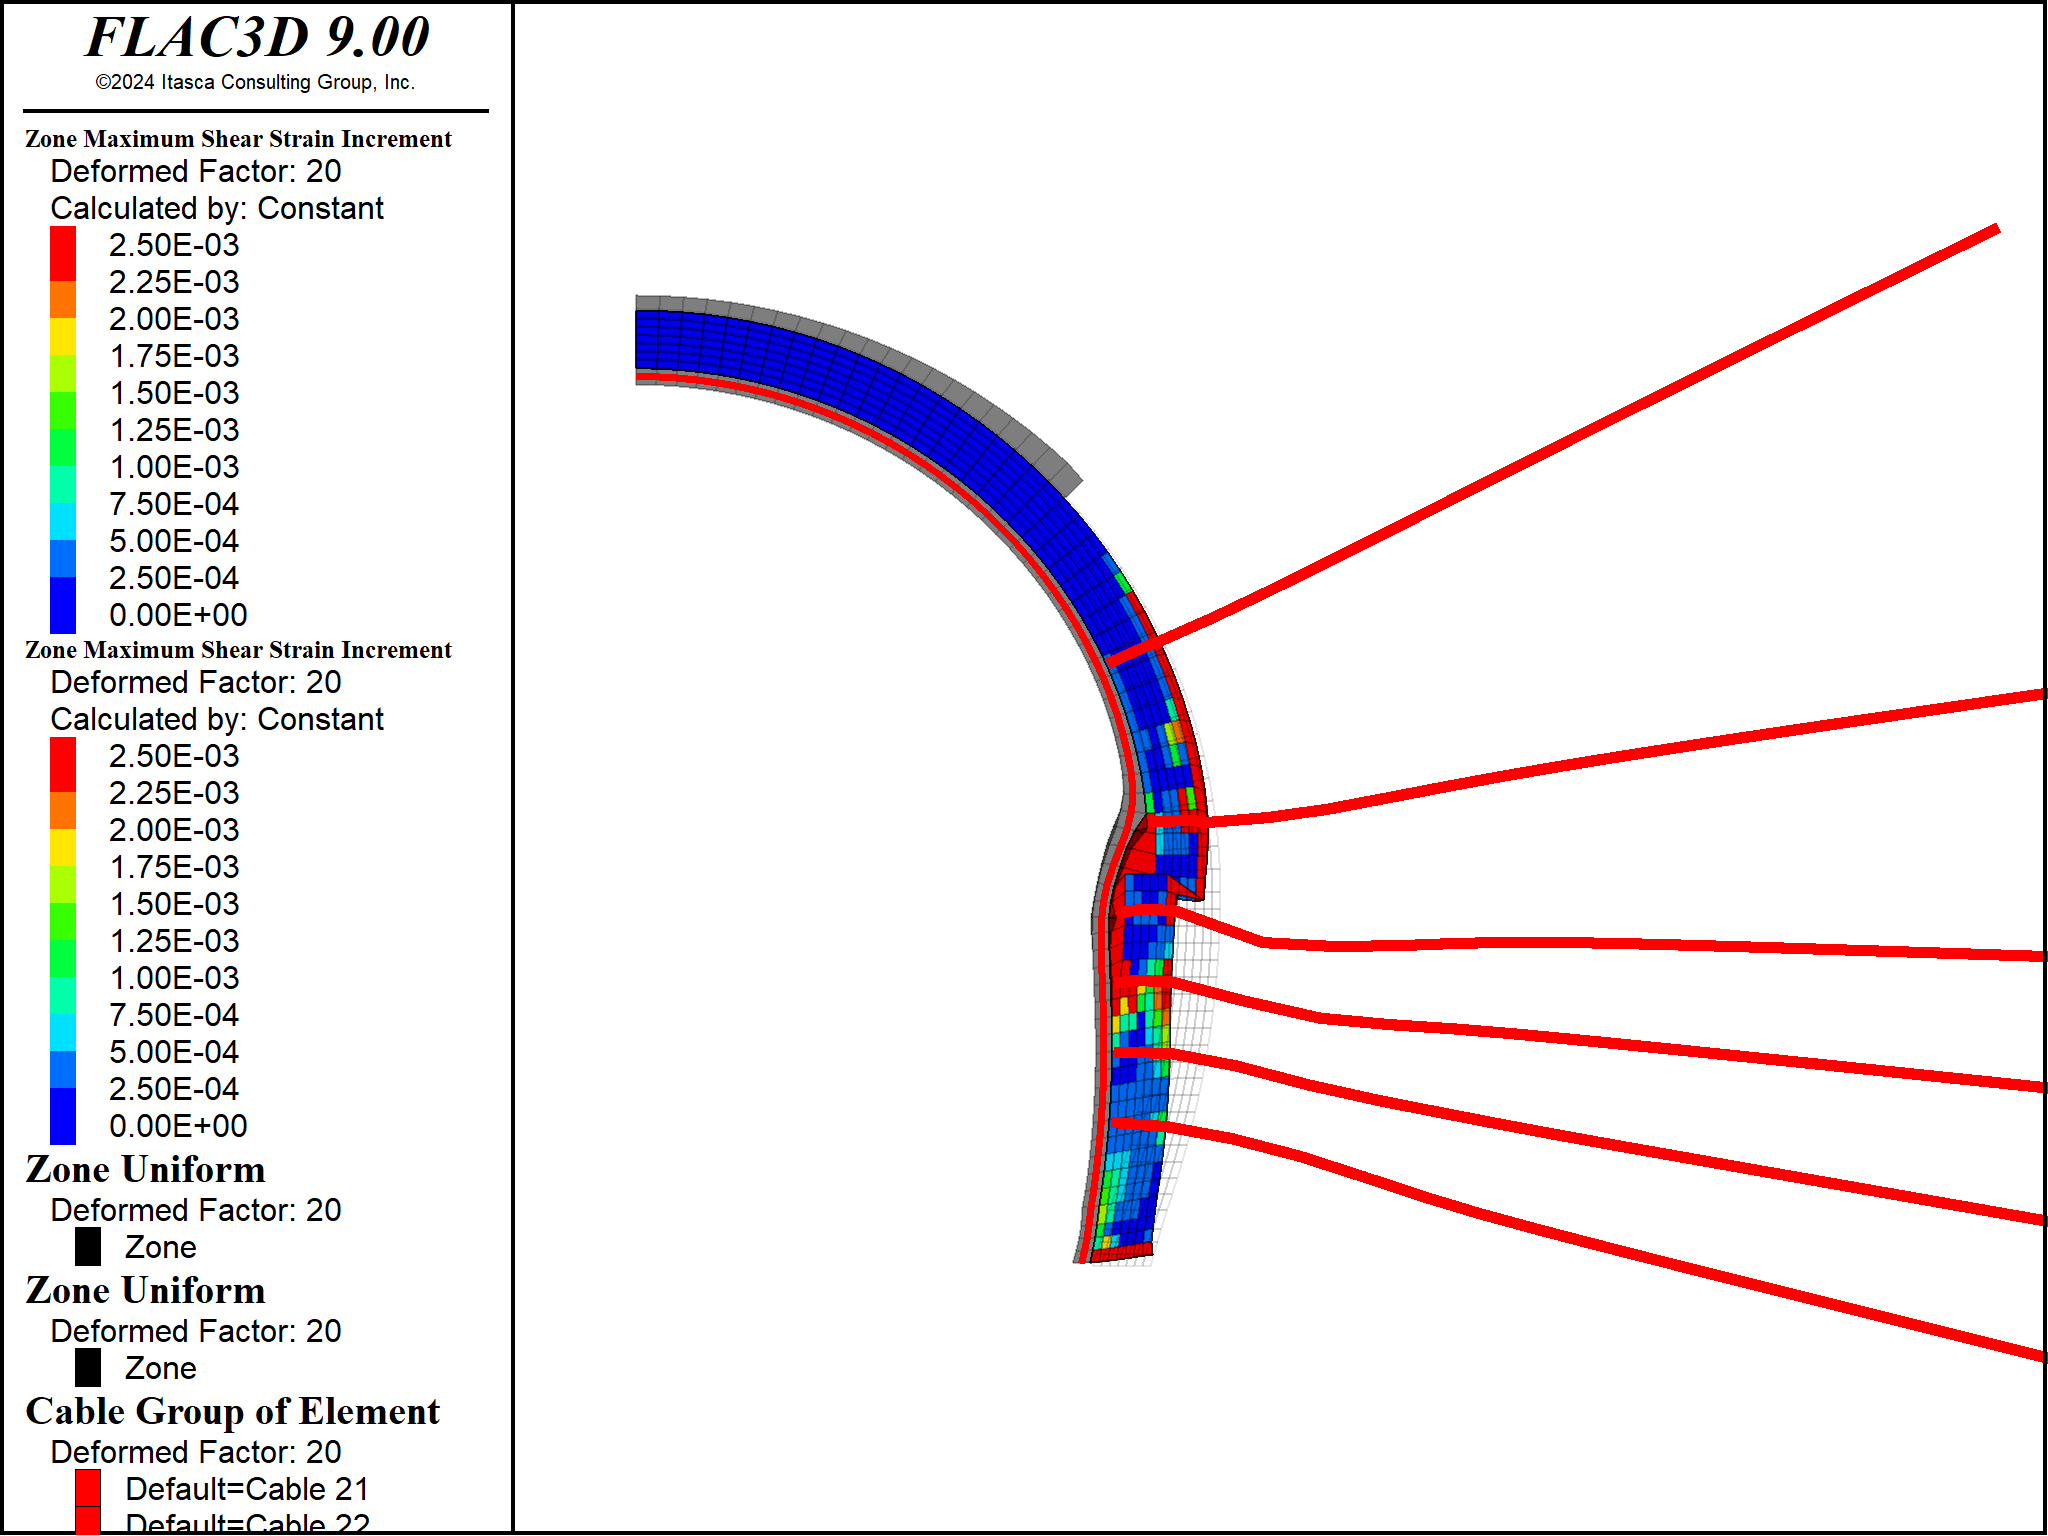 FLAC3D 9.00
©2024 Itasca Consulting Group, Inc.
Zone Maximum Shear Strain Increment
Deformed Factor: 20
Calculated by: Constant
2.50E-03
2.25E-03
2.00E-03
1.75E-03
1.50E-03
1.25E-03
1.00E-03
7.50E-04
5.00E-04
2.50E-04
0.00E+00
Zone Maximum Shear Strain Increment
Deformed Factor: 20
Calculated by: Constant
2.50E-03
2.25E-03
2.00E-03
1.75E-03
1.50E-03
1.25E-03
1.00E-03
7.50E-04
5.00E-04
2.50E-04
0.00E+00
Zone Uniform
Deformed Factor: 20
Zone
Zone Uniform
Deformed Factor: 20
Zone
Cable Group of Element
Deformed Factor: 20
Default=Cable 21
Default=Cable 22